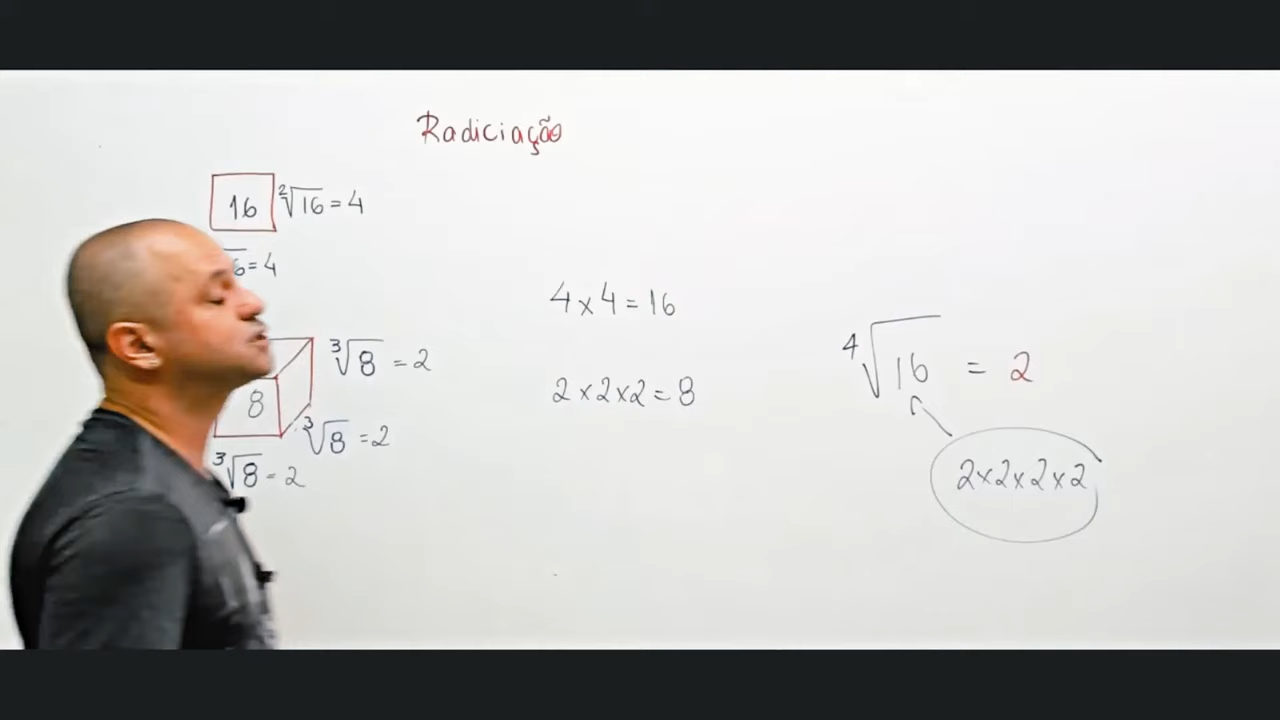 Radiciação
16 ²√16 = 4
6 = 4
4 x 4 = 16
³√8 = 2
8
2 x 2 x 2 = 8
³√8 = 2
³√8 = 2
⁴√16 = 2
2x2x2x2